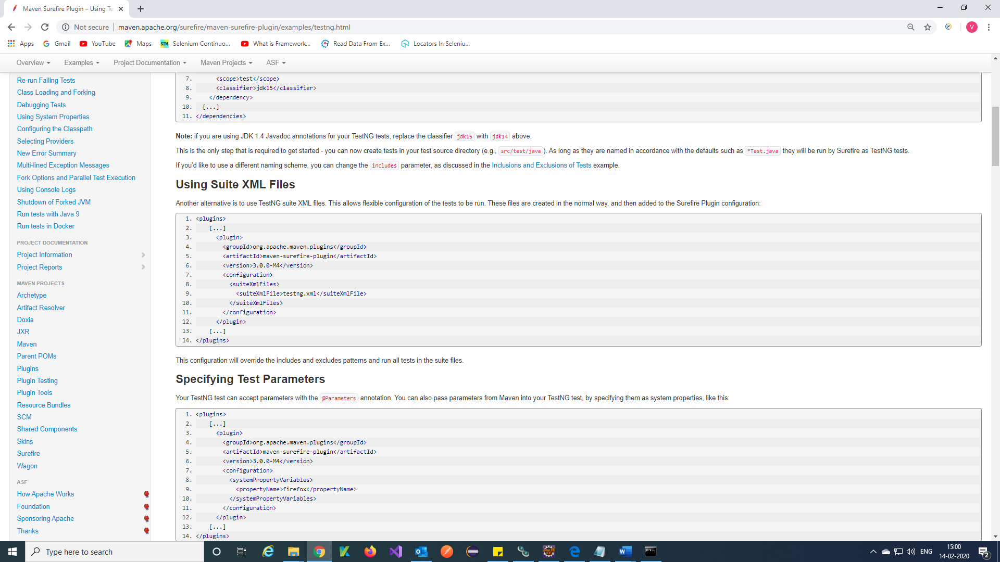 Maven Surefire Plugin – Using Te
Not secure
maven.apache.org/surefire/maven-surefire-plugin/examples/testng.html
V
Apps
Gmail
YouTube
Maps
STM
Selenium Continuo...
What is Framework...
Read Data From Ex...
Locators In Seleniu...
Overview
Examples
Project Documentation
Maven Projects
ASF
Re-run Failing Tests
Class Loading and Forking
Debugging Tests
Using System Properties
Configuring the Classpath
Selecting Providers
New Error Summary
Multi-lined Exception Messages
Fork Options and Parallel Test Execution
Using Console Logs
Shutdown of Forked JVM
Run tests with Java 9
Run tests in Docker
PROJECT DOCUMENTATION
Project Information
Project Reports
MAVEN PROJECTS
Archetype
Artifact Resolver
Doxia
JXR
Maven
Parent POMs
Plugins
Plugin Testing
Plugin Tools
Resource Bundles
SCM
Shared Components
Skins
Surefire
Wagon
ASF
How Apache Works
Foundation
Sponsoring Apache
Thanks
7. <scope>test</scope>
8. <classifier>jdk15</classifier>
9. </dependency>
10. [...]
11. </dependencies>
Note: if you are using JDK 1.4 Javadoc annotations for your TestNG tests, replace the classifier jdk15 with jdk14 above.
This is the only step that is required to get started - you can now create tests in your test source directory (e.g., src/test/java). As long as they are named in accordance with the defaults such as *Test.java they will be run by Surefire as TestNG tests.
If you'd like to use a different naming scheme, you can change the includes parameter, as discussed in the Inclusions and Exclusions of Tests example.
Using Suite XML Files
Another alternative is to use TestNG suite XML files. This allows flexible configuration of the tests to be run. These files are created in the normal way, and then added to the Surefire Plugin configuration:
1. <plugins>
2. [...]
3. <plugin>
4. <groupId>org.apache.maven.plugins</groupId>
5. <artifactId>maven-surefire-plugin</artifactId>
6. <version>3.0.0-M4</version>
7. <configuration>
8. <suiteXmlFiles>
9. <suiteXmlFile>testng.xml</suiteXmlFile>
10. </suiteXmlFiles>
11. </configuration>
12. </plugin>
13. [...]
14. </plugins>
This configuration will override the includes and excludes patterns and run all tests in the suite files.
Specifying Test Parameters
Your TestNG test can accept parameters with the @Parameters annotation. You can also pass parameters from Maven into your TestNG test, by specifying them as system properties, like this:
1. <plugins>
2. [...]
3. <plugin>
4. <groupId>org.apache.maven.plugins</groupId>
5. <artifactId>maven-surefire-plugin</artifactId>
6. <version>3.0.0-M4</version>
7. <configuration>
8. <systemPropertyVariables>
9. <propertyName>firefox</propertyName>
10. </systemPropertyVariables>
11. </configuration>
12. </plugin>
13. [...]
14. </plugins>
Type here to search
ENG
15:00
14-02-2020
2